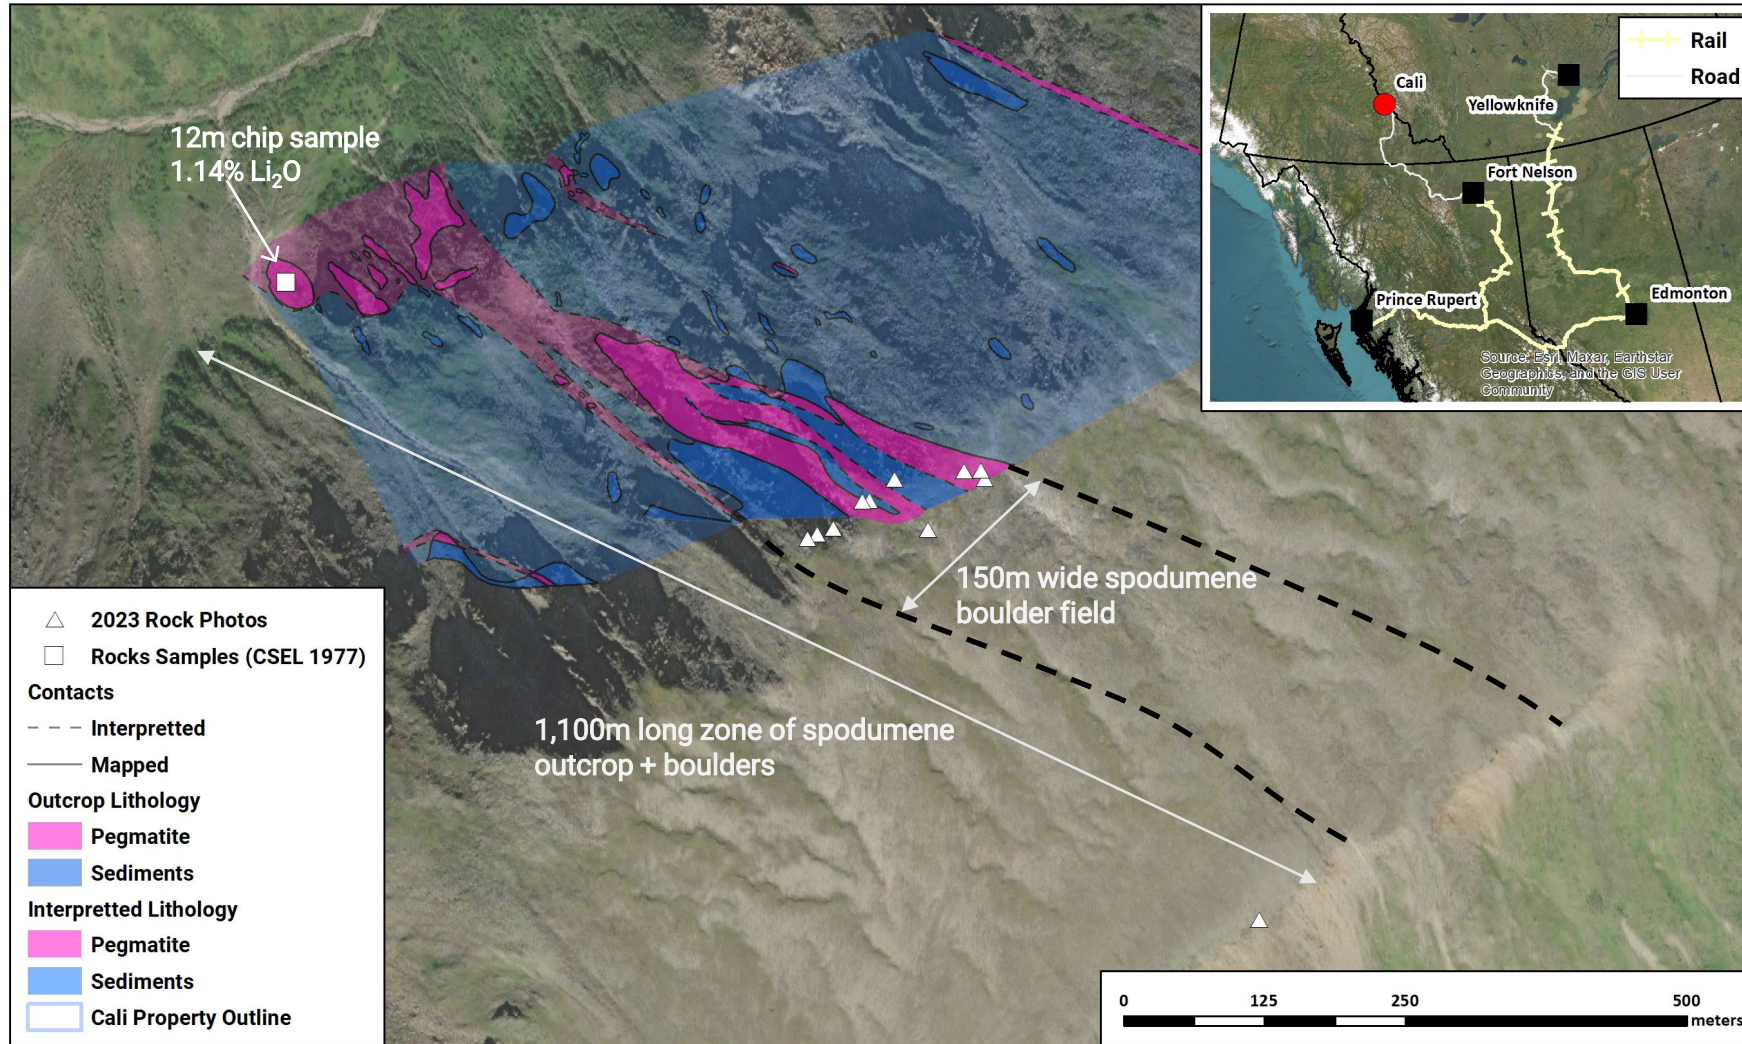 12m chip sample
1.14% Li₂O
150m wide spodumene
boulder field
1,100m long zone of spodumene
outcrop + boulders
Rail
Road
Cali
Yellowknife
Fort Nelson
Prince Rupert
Edmonton
Source: Esri, Maxar, Earthstar
Geographics, and the GIS User
Community
2023 Rock Photos
Rocks Samples (CSEL 1977)
Contacts
Interpretted
Mapped
Outcrop Lithology
Pegmatite
Sediments
Interpretted Lithology
Pegmatite
Sediments
Cali Property Outline
0 125 250 500
meters